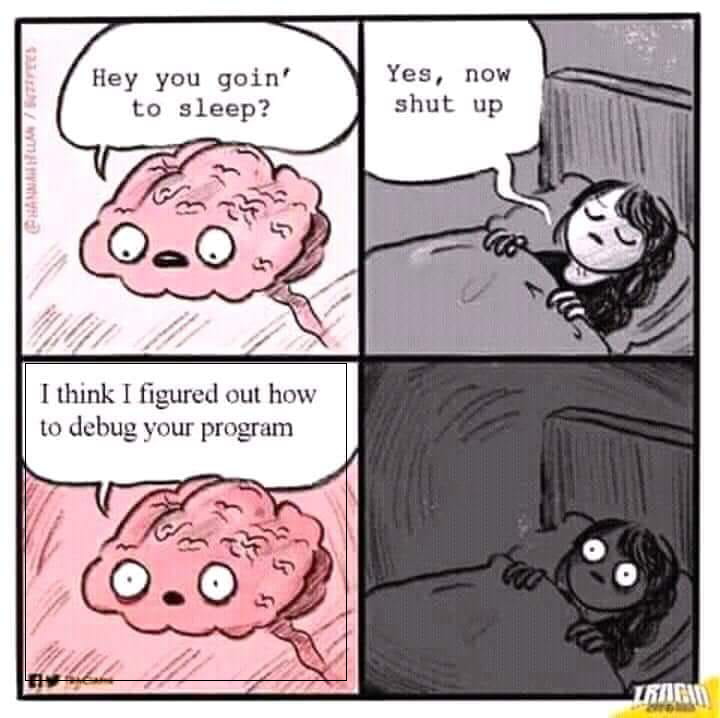 Hey you goin'
to sleep?
Yes, now
shut up
I think I figured out how
to debug your program